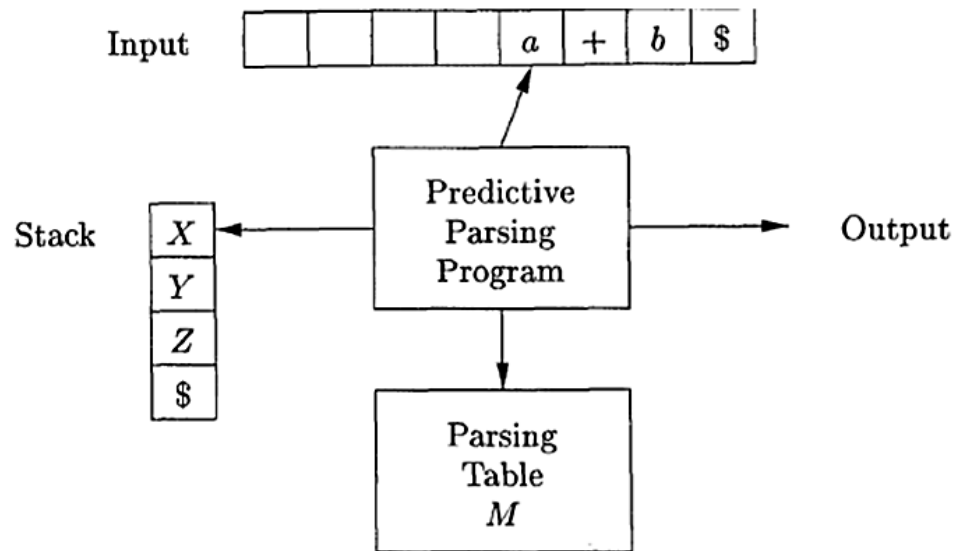 Input
a + b $
Predictive
Parsing
Program
Stack
X
Y
Z
$
Output
Parsing
Table
M